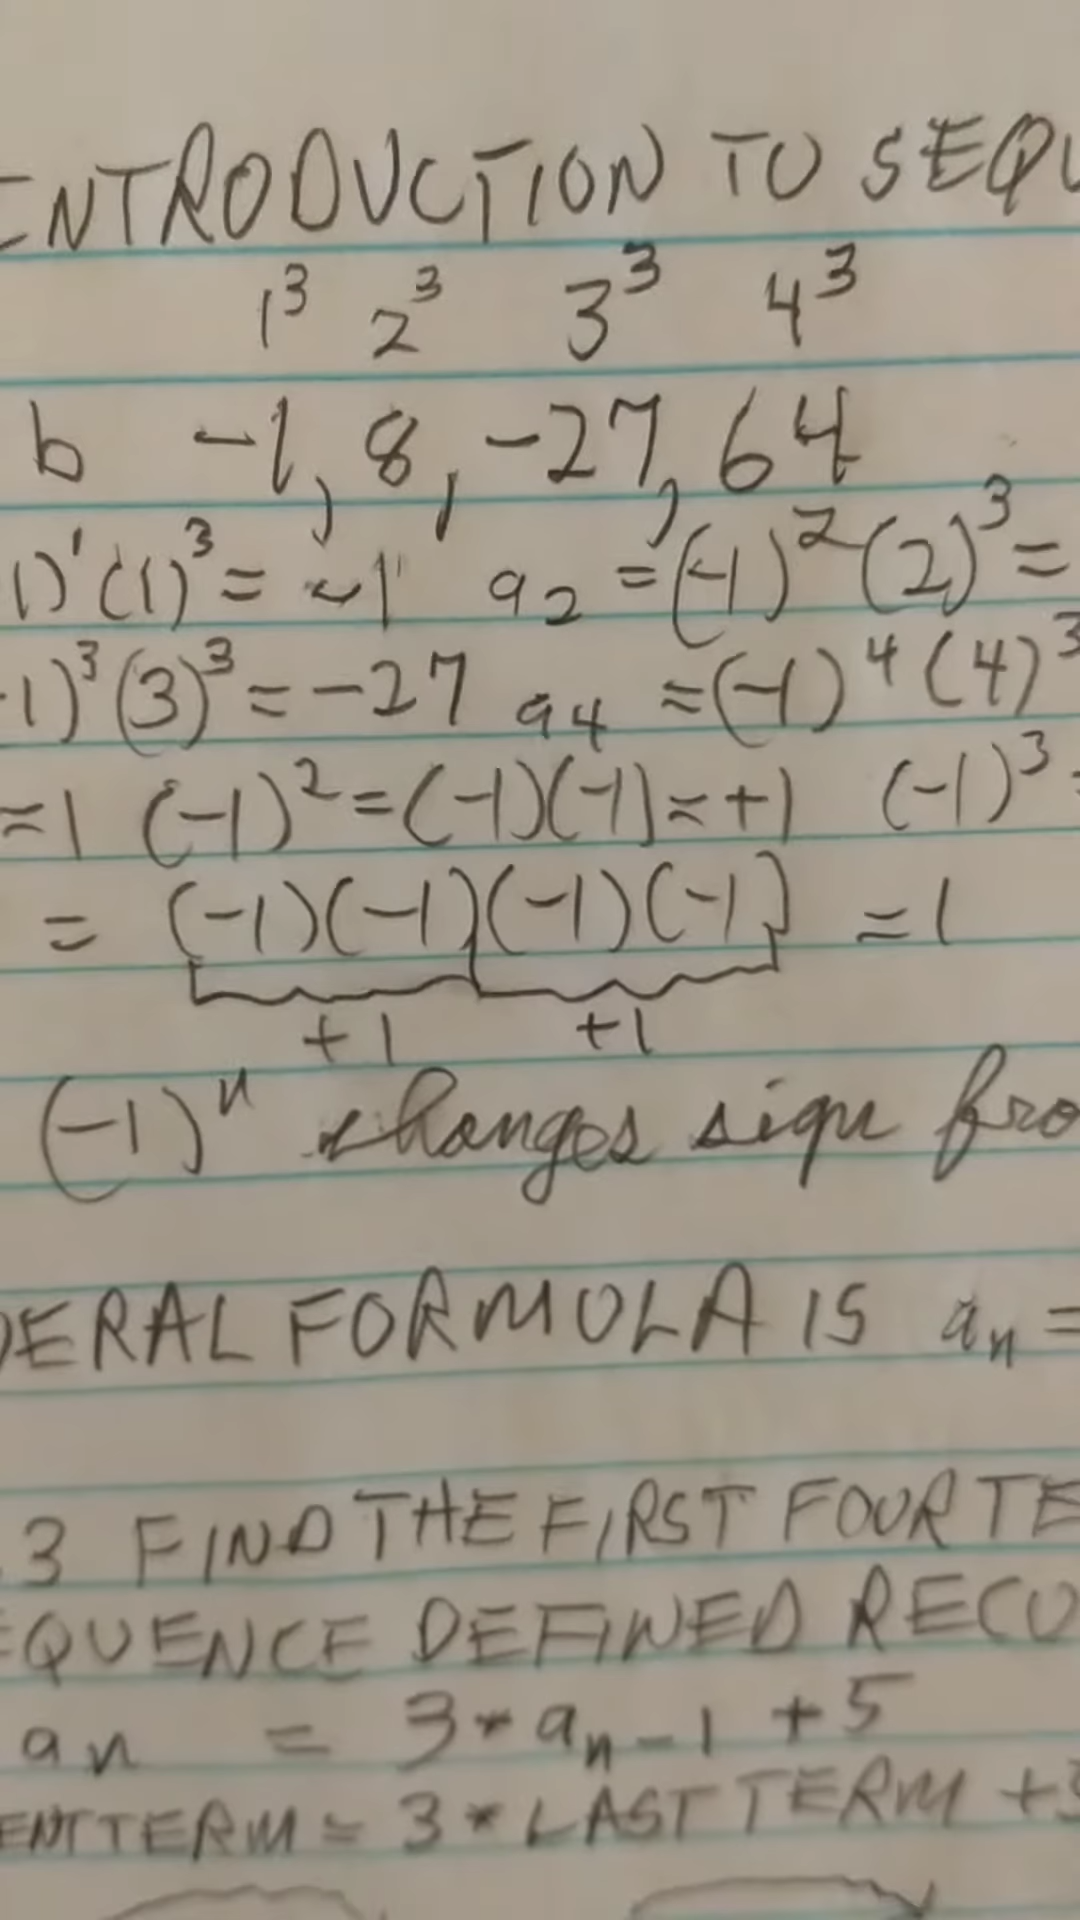 INTRODUCTION TO SEQU
1³ 2³ 3³ 4³
b -1, 8, -27, 64
1)¹(1)³ = -1 a₂ = (-1)²(2)³ =
-1)³(3)³ = -27 a₄ = (-1)⁴(4)³
=1 (-1)² = (-1)(-1) = +1 (-1)³ =
= (-1)(-1)(-1)(-1) = 1
+1 +1
(-1)ⁿ changes sign fro
ERAL FORMULA IS aₙ =
.3 FIND THE FIRST FOUR TE
EQUENCE DEFINED RECU
aₙ = 3*aₙ₋₁ + 5
ENT TERM = 3 * LAST TERM +5